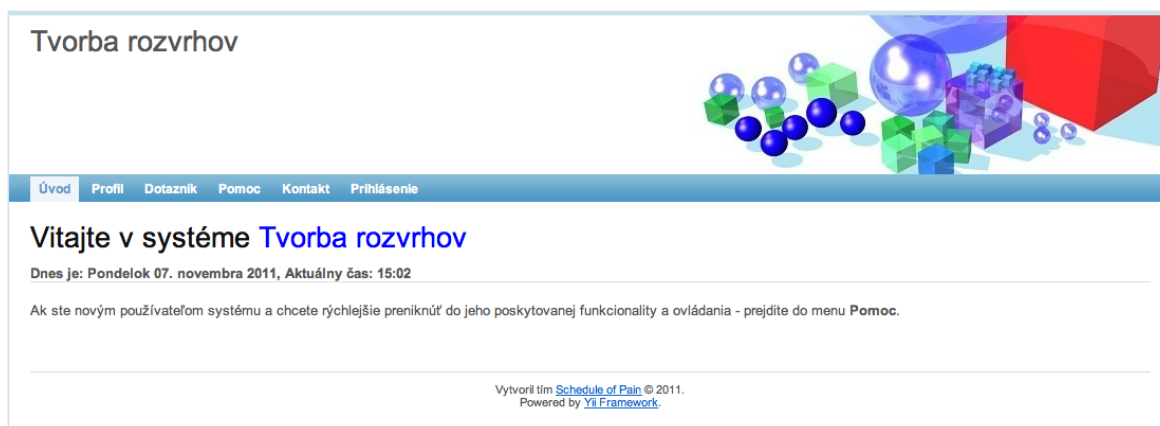 Tvorba rozvrhov
Úvod Profil Dotazník Pomoc Kontakt Prihlásenie
Vitajte v systéme Tvorba rozvrhov
Dnes je: Pondelok 07. novembra 2011, Aktuálny čas: 15:02
Ak ste novým používateľom systému a chcete rýchlejšie preniknúť do jeho poskytovanej funkcionality a ovládania - prejdite do menu Pomoc.
Vytvoril tím Schedule of Pain © 2011.
Powered by Yii Framework.